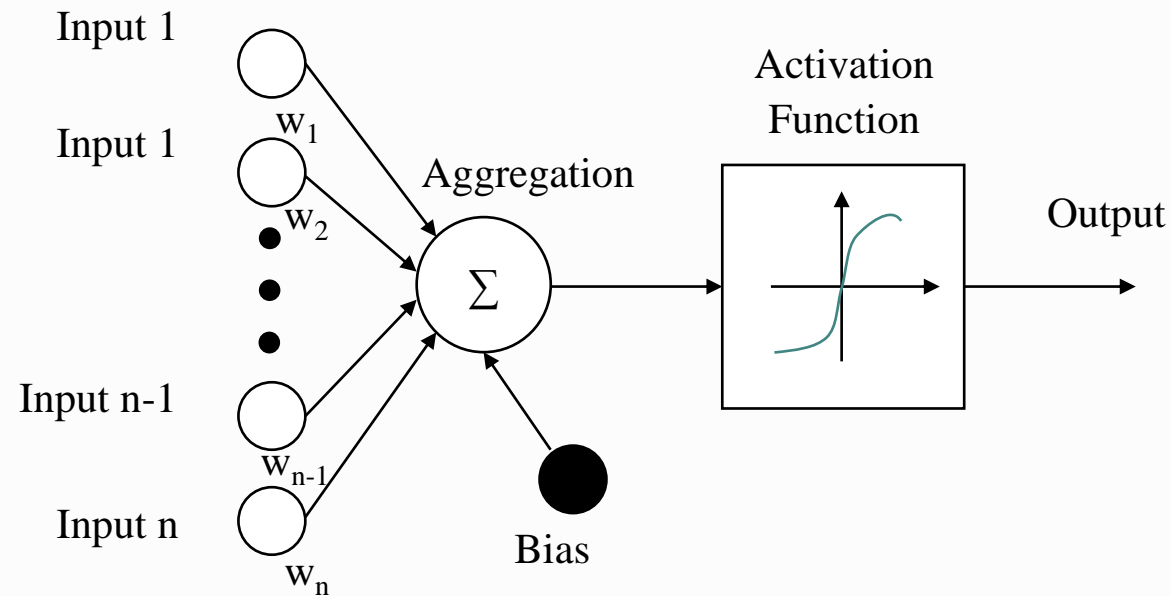 Input 1
w₁
Input 1
w₂
Input n-1
wₙ₋₁
Input n
wₙ
Aggregation
∑
Bias
Activation
Function
Output